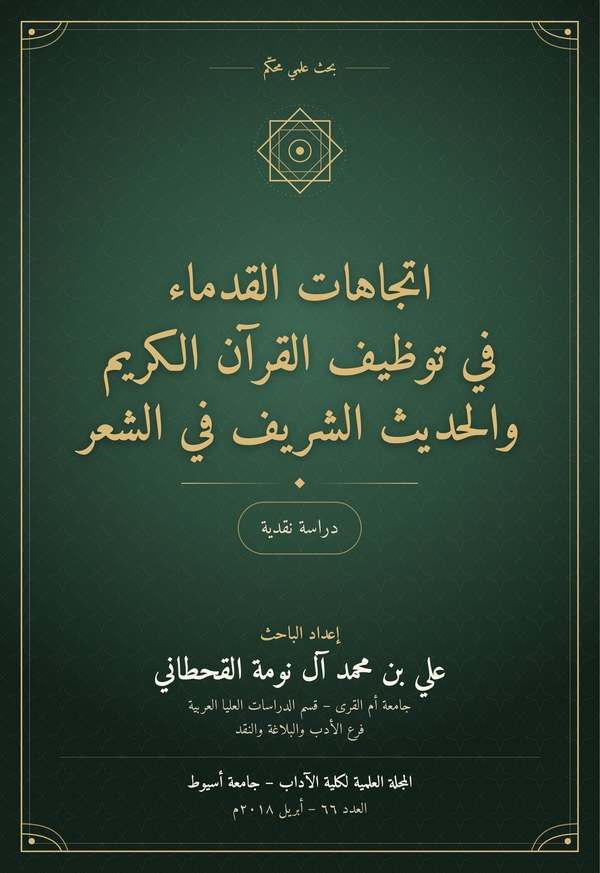 بحث علمي محكّم
اتجاهات القدماء
في توظيف القرآن الكريم
والحديث الشريف في الشعر
دراسة نقدية
إعداد الباحث
علي بن محمد آل نومة القحطاني
جامعة أم القرى – قسم الدراسات العليا العربية
فرع الأدب والبلاغة والنقد
المجلة العلمية لكلية الآداب – جامعة أسيوط
العدد ٦٦ – أبريل ٢٠١٨م